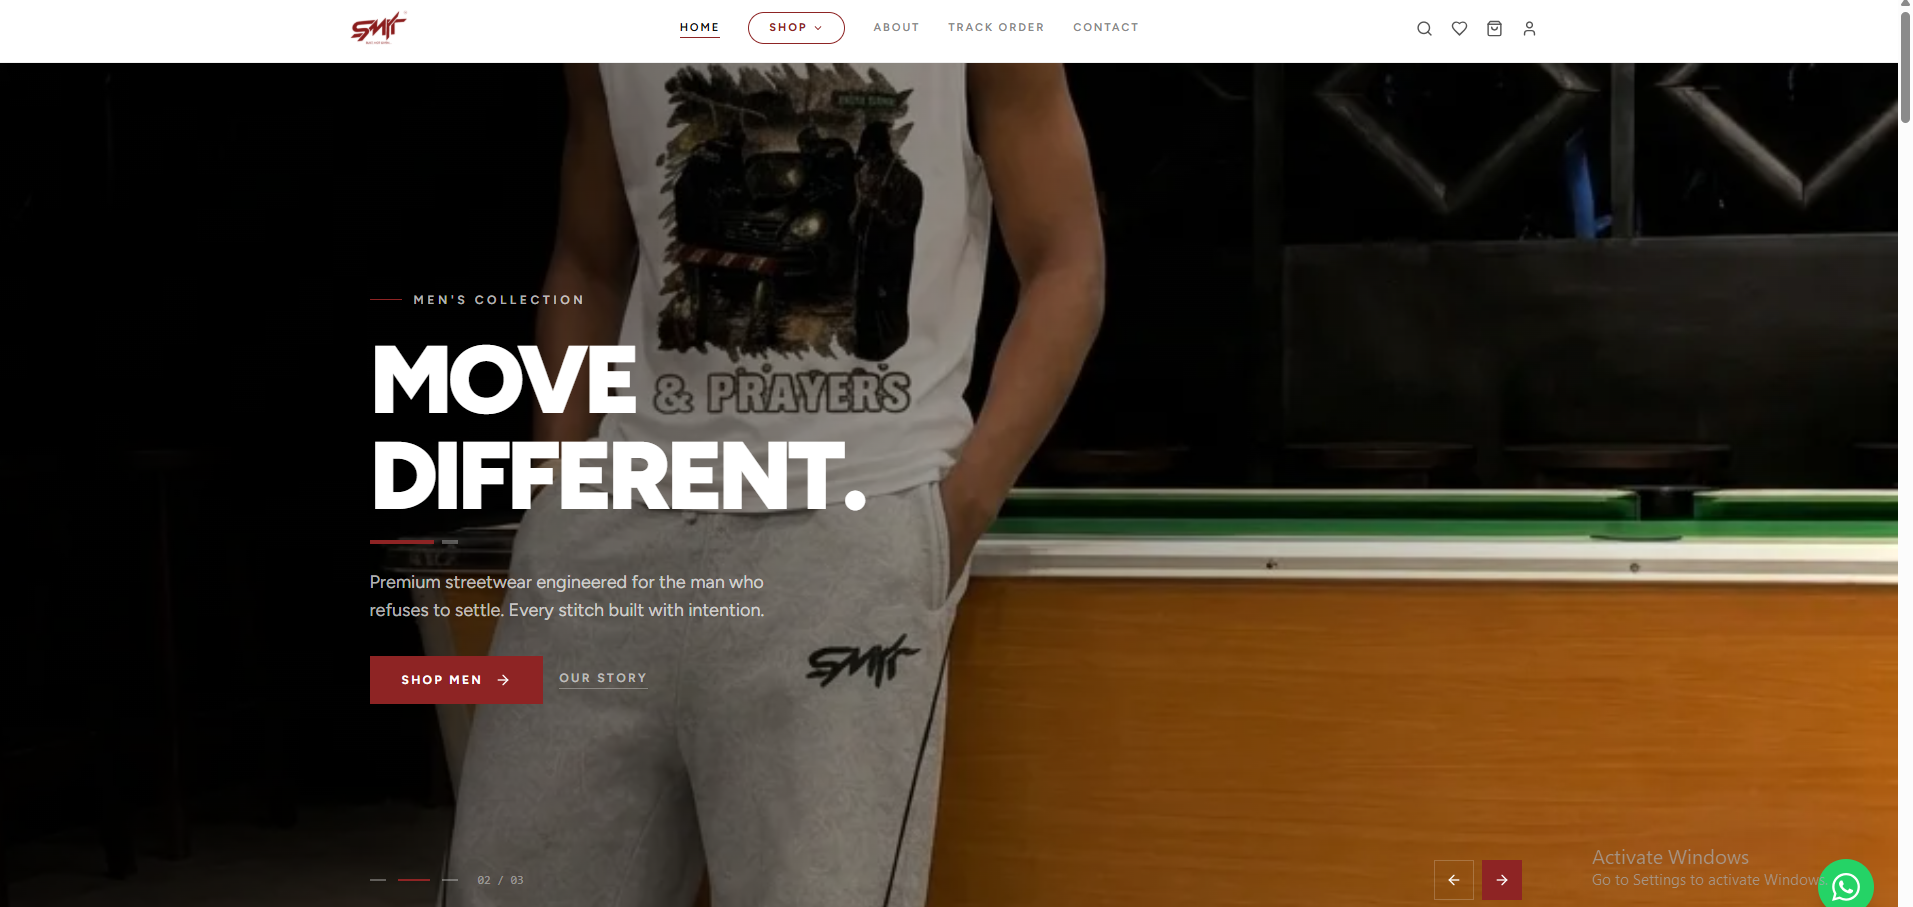 SMTT
HOME
SHOP
ABOUT
TRACK ORDER
CONTACT
& PRAYERS
MEN'S COLLECTION
MOVE
DIFFERENT.
Premium streetwear engineered for the man who
refuses to settle. Every stitch built with intention.
SHOP MEN
OUR STORY
SMTT
02 / 03
Activate Windows
Go to Settings to activate Windows